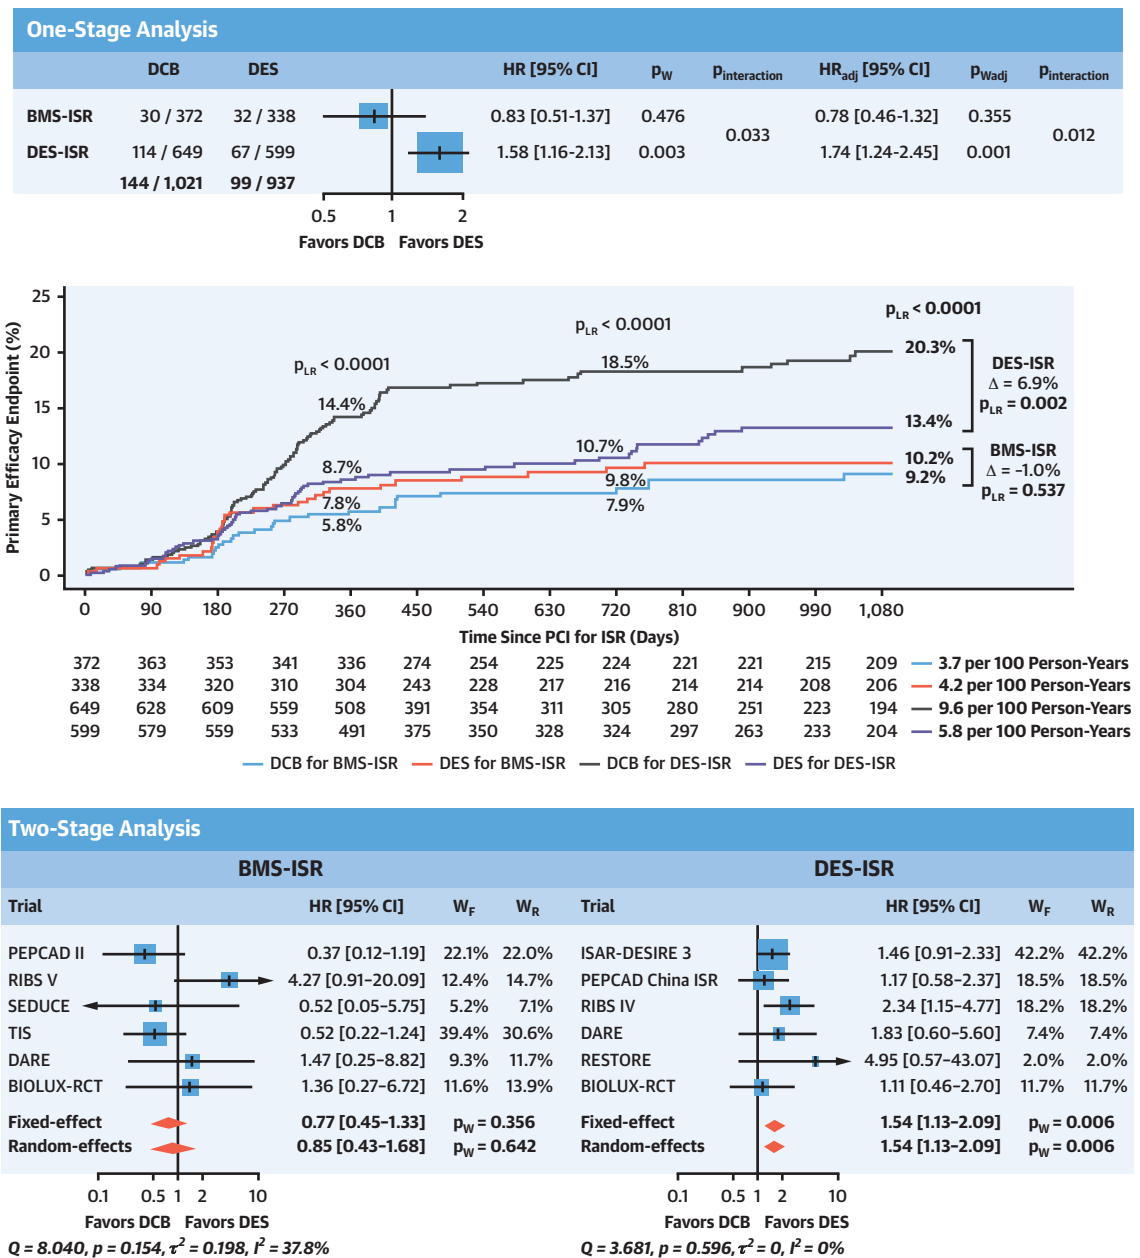 One-Stage Analysis
DCB DES HR [95% CI] pW pinteraction HRadj [95% CI] pWadj pinteraction
BMS-ISR 30 / 372 32 / 338 0.83 [0.51-1.37] 0.476 0.78 [0.46-1.32] 0.355
0.033 0.012
DES-ISR 114 / 649 67 / 599 1.58 [1.16-2.13] 0.003 1.74 [1.24-2.45] 0.001
144 / 1,021 99 / 937
0.5 1 2
Favors DCB Favors DES
Primary Efficacy Endpoint (%)
25
20
15
10
5
0
pLR < 0.0001
pLR < 0.0001
pLR < 0.0001
14.4%
18.5%
20.3%
8.7%
10.7%
13.4%
7.8%
9.8%
10.2%
5.8%
7.9%
9.2%
DES-ISR
Δ = 6.9%
pLR = 0.002
BMS-ISR
Δ = -1.0%
pLR = 0.537
0 90 180 270 360 450 540 630 720 810 900 990 1,080
Time Since PCI for ISR (Days)
372 363 353 341 336 274 254 225 224 221 221 215 209 3.7 per 100 Person-Years
338 334 320 310 304 243 228 217 216 214 214 208 206 4.2 per 100 Person-Years
649 628 609 559 508 391 354 311 305 280 251 223 194 9.6 per 100 Person-Years
599 579 559 533 491 375 350 328 324 297 263 233 204 5.8 per 100 Person-Years
DCB for BMS-ISR DES for BMS-ISR DCB for DES-ISR DES for DES-ISR
Two-Stage Analysis
BMS-ISR
Trial HR [95% CI] WF WR
PEPCAD II 0.37 [0.12–1.19] 22.1% 22.0%
RIBS V 4.27 [0.91–20.09] 12.4% 14.7%
SEDUCE 0.52 [0.05–5.75] 5.2% 7.1%
TIS 0.52 [0.22–1.24] 39.4% 30.6%
DARE 1.47 [0.25–8.82] 9.3% 11.7%
BIOLUX-RCT 1.36 [0.27–6.72] 11.6% 13.9%
Fixed-effect 0.77 [0.45–1.33] pW = 0.356
Random-effects 0.85 [0.43–1.68] pW = 0.642
0.1 0.5 1 2 10
Favors DCB Favors DES
Q = 8.040, p = 0.154, τ² = 0.198, I² = 37.8%
DES-ISR
Trial HR [95% CI] WF WR
ISAR-DESIRE 3 1.46 [0.91–2.33] 42.2% 42.2%
PEPCAD China ISR 1.17 [0.58–2.37] 18.5% 18.5%
RIBS IV 2.34 [1.15–4.77] 18.2% 18.2%
DARE 1.83 [0.60–5.60] 7.4% 7.4%
RESTORE 4.95 [0.57–43.07] 2.0% 2.0%
BIOLUX-RCT 1.11 [0.46–2.70] 11.7% 11.7%
Fixed-effect 1.54 [1.13–2.09] pW = 0.006
Random-effects 1.54 [1.13–2.09] pW = 0.006
0.1 0.5 1 2 10
Favors DCB Favors DES
Q = 3.681, p = 0.596, τ² = 0, I² = 0%